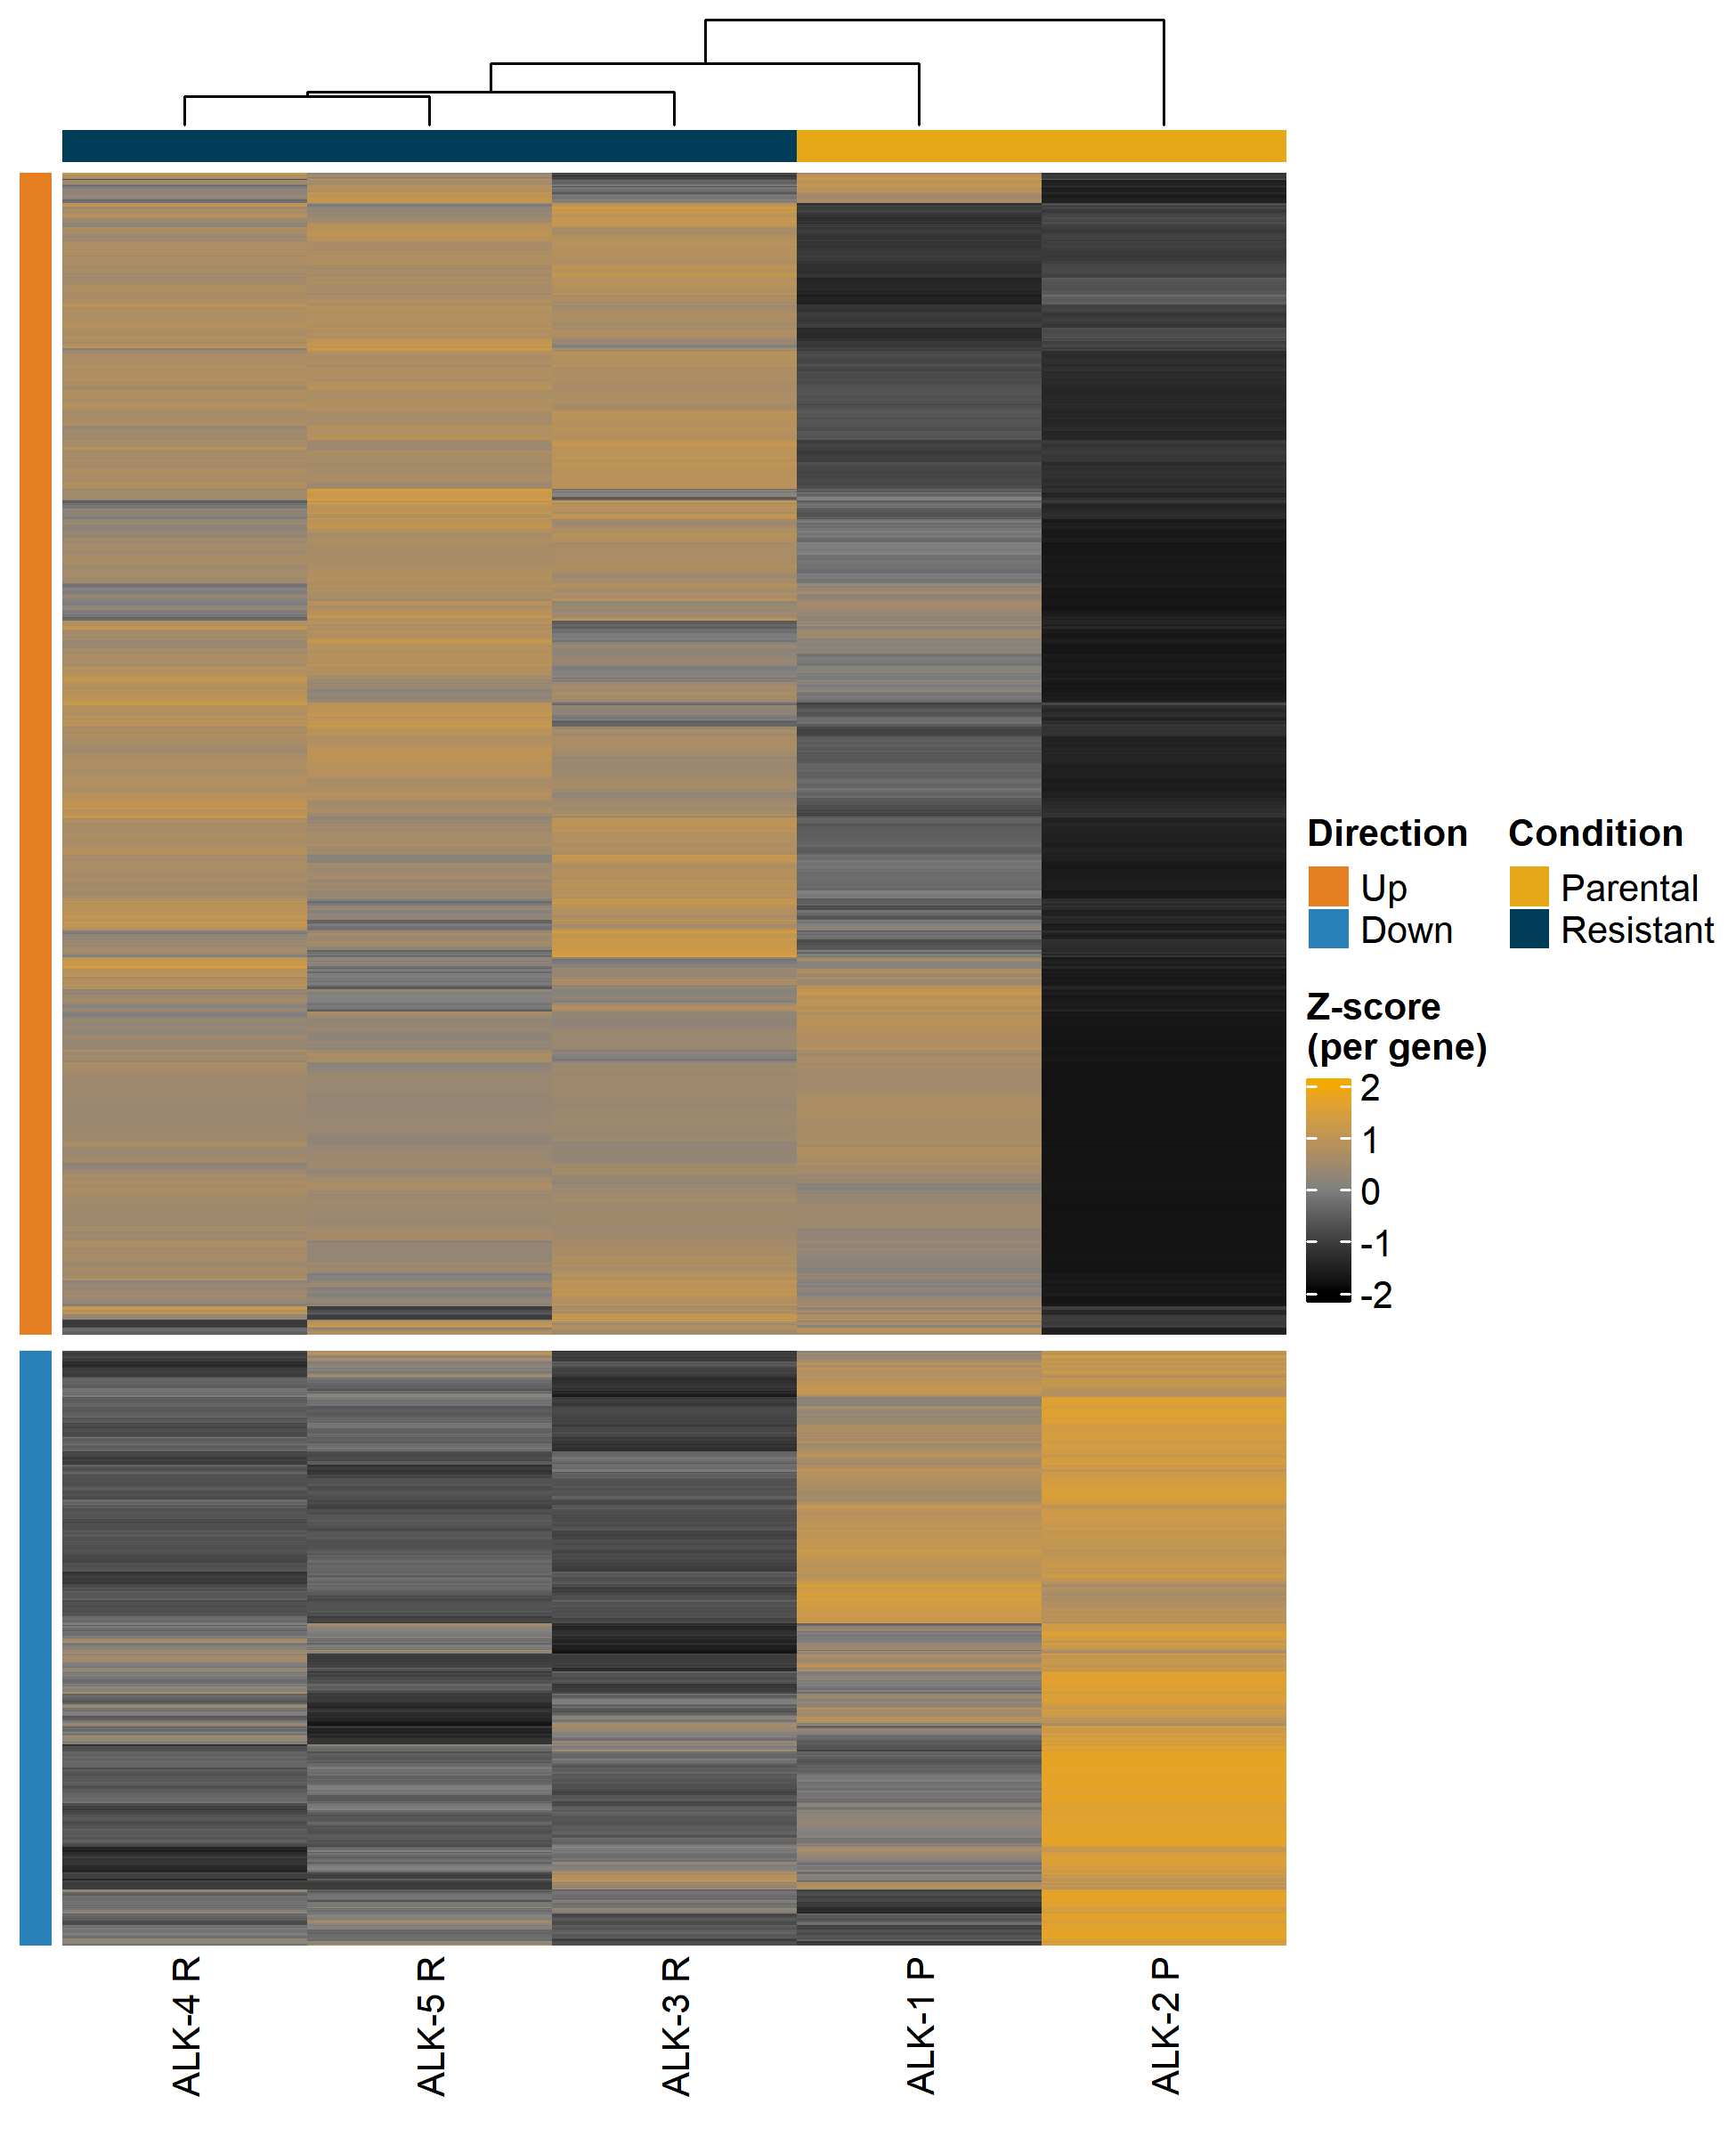 Direction
Up
Down
Condition
Parental
Resistant
Z-score
(per gene)
2
1
0
-1
-2
ALK-4 R
ALK-5 R
ALK-3 R
ALK-1 P
ALK-2 P